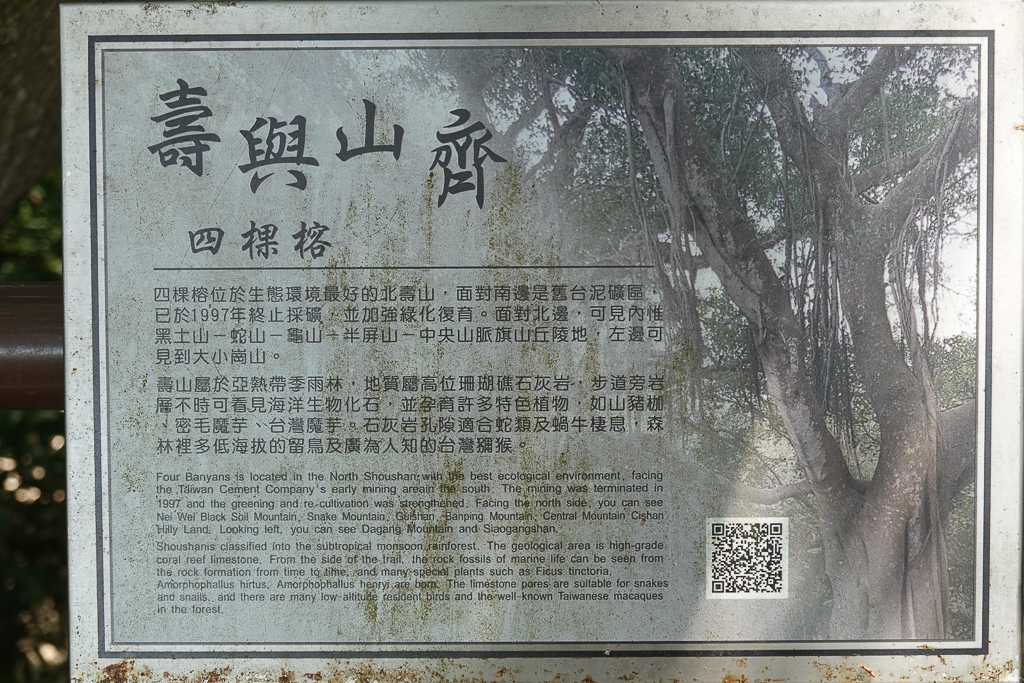 壽與山齊
四棵榕
四棵榕位於生態環境最好的北壽山，面對南邊是舊台泥礦區，
已於1997年終止採礦，並加強綠化復育。面對北邊，可見內惟
黑土山－蛇山－龜山－半屏山－中央山脈旗山丘陵地，左邊可
見到大小崗山。
壽山屬於亞熱帶季雨林，地質屬高位珊瑚礁石灰岩，步道旁岩
層不時可看見海洋生物化石，並孕育許多特色植物，如山豬枷
、密毛魔芋、台灣魔芋。石灰岩孔隙適合蛇類及蝸牛棲息，森
林裡多低海拔的留鳥及廣為人知的台灣獼猴。
Four Banyans is located in the North Shoushan with the best ecological environment, facing
the Taiwan Cement Company's early mining areain the south. The mining was terminated in
1997 and the greening and re-cultivation was strengthened. Facing the north side, you can see
Nei Wei Black Soil Mountain, Snake Mountain, Guishan, Banping Mountain, Central Mountain Cishan
Hilly Land. Looking left, you can see Dagang Mountain and Siaogangshan.
Shoushanis classified into the subtropical monsoon rainforest. The geological area is high-grade
coral reef limestone. From the side of the trail, the rock fossils of marine life can be seen from
the rock formation from time to time, and many special plants such as Ficus tinctoria,
Amorphophallus hirtus, Amorphophallus henryi are born. The limestone pores are suitable for snakes
and snails, and there are many low-altitude resident birds and the well-known Taiwanese macaques
in the forest.